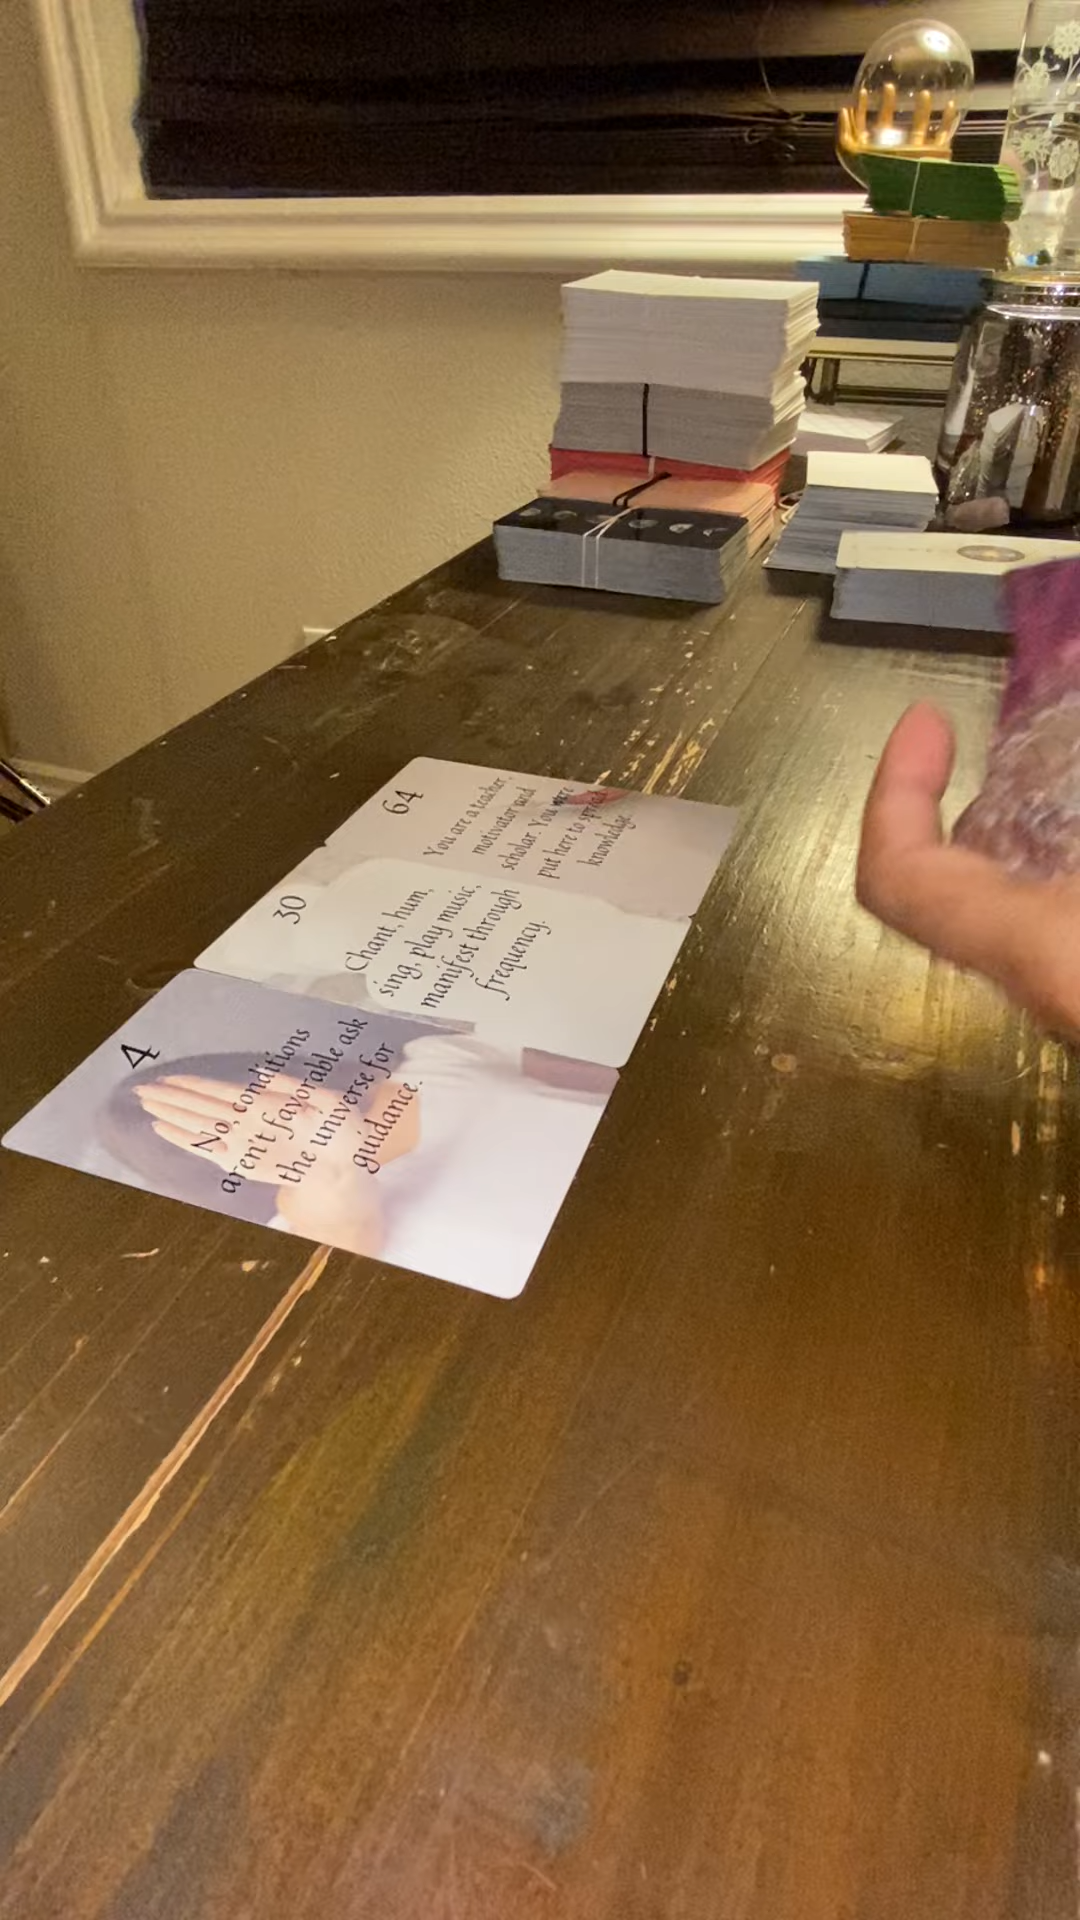 64
You are a teacher,
motivator and
scholar. You were
put here to spread
knowledge.
30
Chant, hum,
sing, play music,
manifest through
frequency.
4
No, conditions
aren't favorable ask
the universe for
guidance.